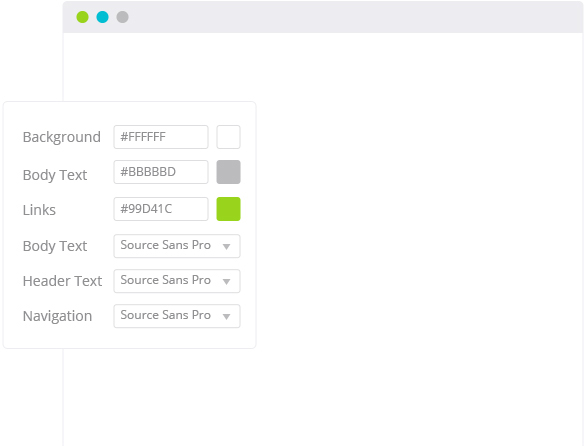 Background #FFFFFF
Body Text #BBBBBD
Links #99D41C
Body Text Source Sans Pro
Header Text Source Sans Pro
Navigation Source Sans Pro